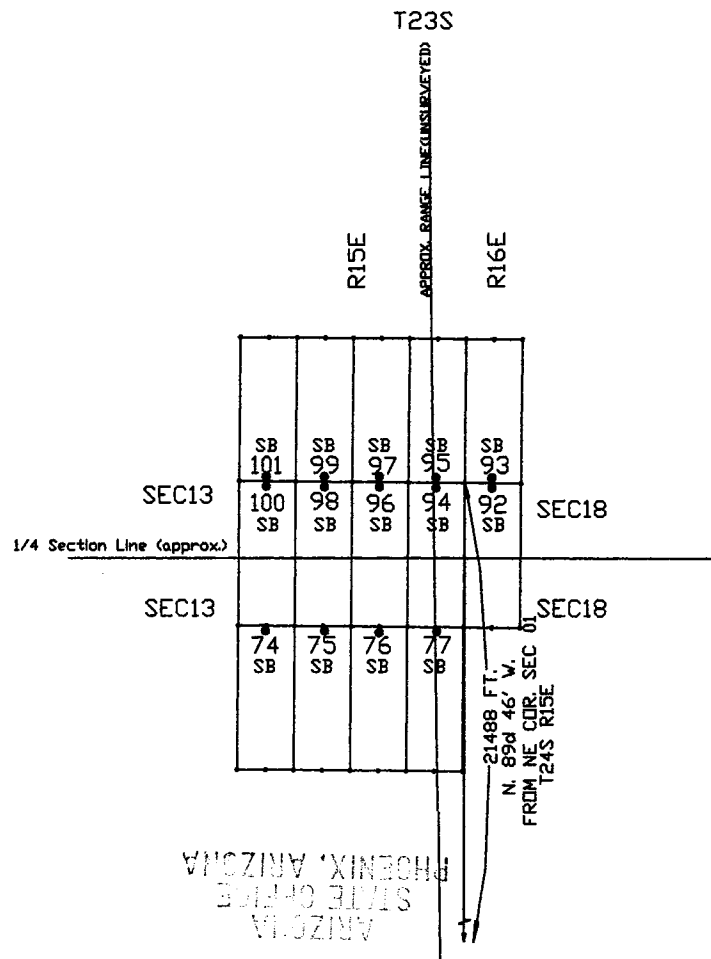 T23S
APPROX. RANGE LINE(UNSURVEYED)
R15E
R16E
SB SB SB SB SB
101 99 97 95 93
SEC13 100 98 96 94 92 SEC18
SB SB SB SB SB
1/4 Section Line (approx.)
SEC13 SEC18
74 75 76 77
SB SB SB SB
21488 FT.
N. 89d 46' W.
FROM NE COR. SEC 01
T24S R15E
ARIZONA
STATE OFFICE
PHOENIX, ARIZONA